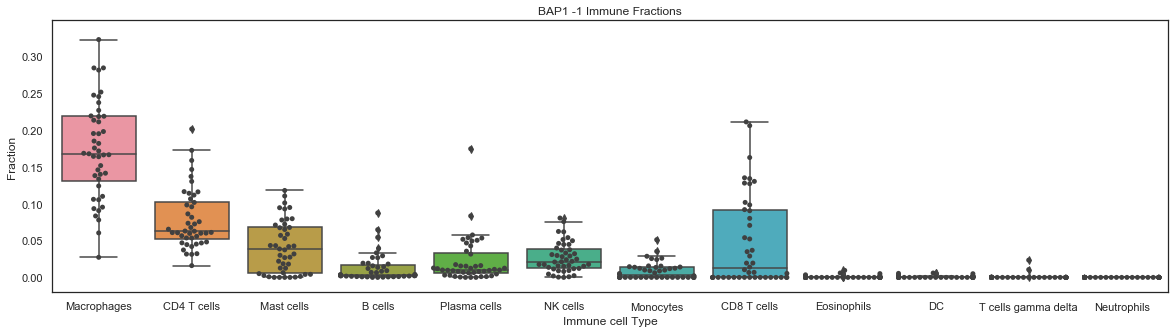 BAP1 -1 Immune Fractions
Fraction
0.30
0.25
0.20
0.15
0.10
0.05
0.00
Macrophages CD4 T cells Mast cells B cells Plasma cells NK cells Monocytes CD8 T cells Eosinophils DC T cells gamma delta Neutrophils
Immune cell Type